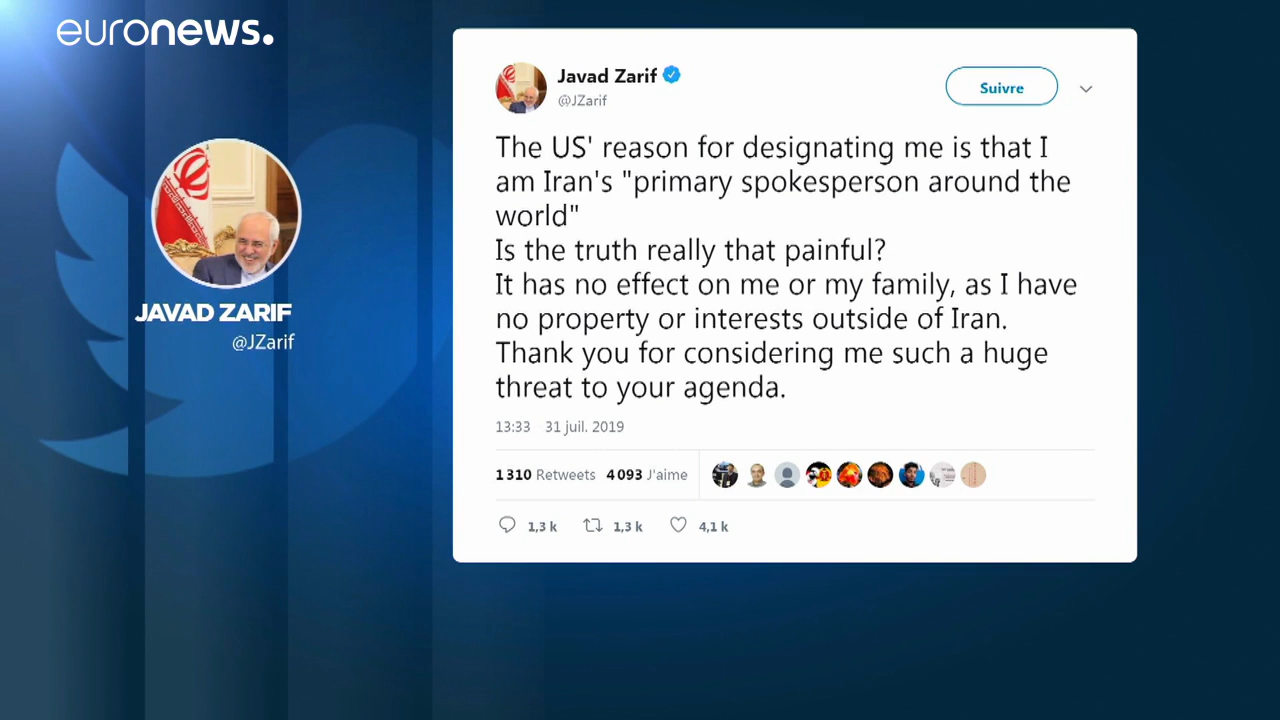 euronews.
JAVAD ZARIF
@JZarif
Javad Zarif
@JZarif
Suivre
The US' reason for designating me is that I
am Iran's "primary spokesperson around the
world"
Is the truth really that painful?
It has no effect on me or my family, as I have
no property or interests outside of Iran.
Thank you for considering me such a huge
threat to your agenda.
13:33 31 juil. 2019
1 310 Retweets 4 093 J'aime
1,3 k 1,3 k 4,1 k